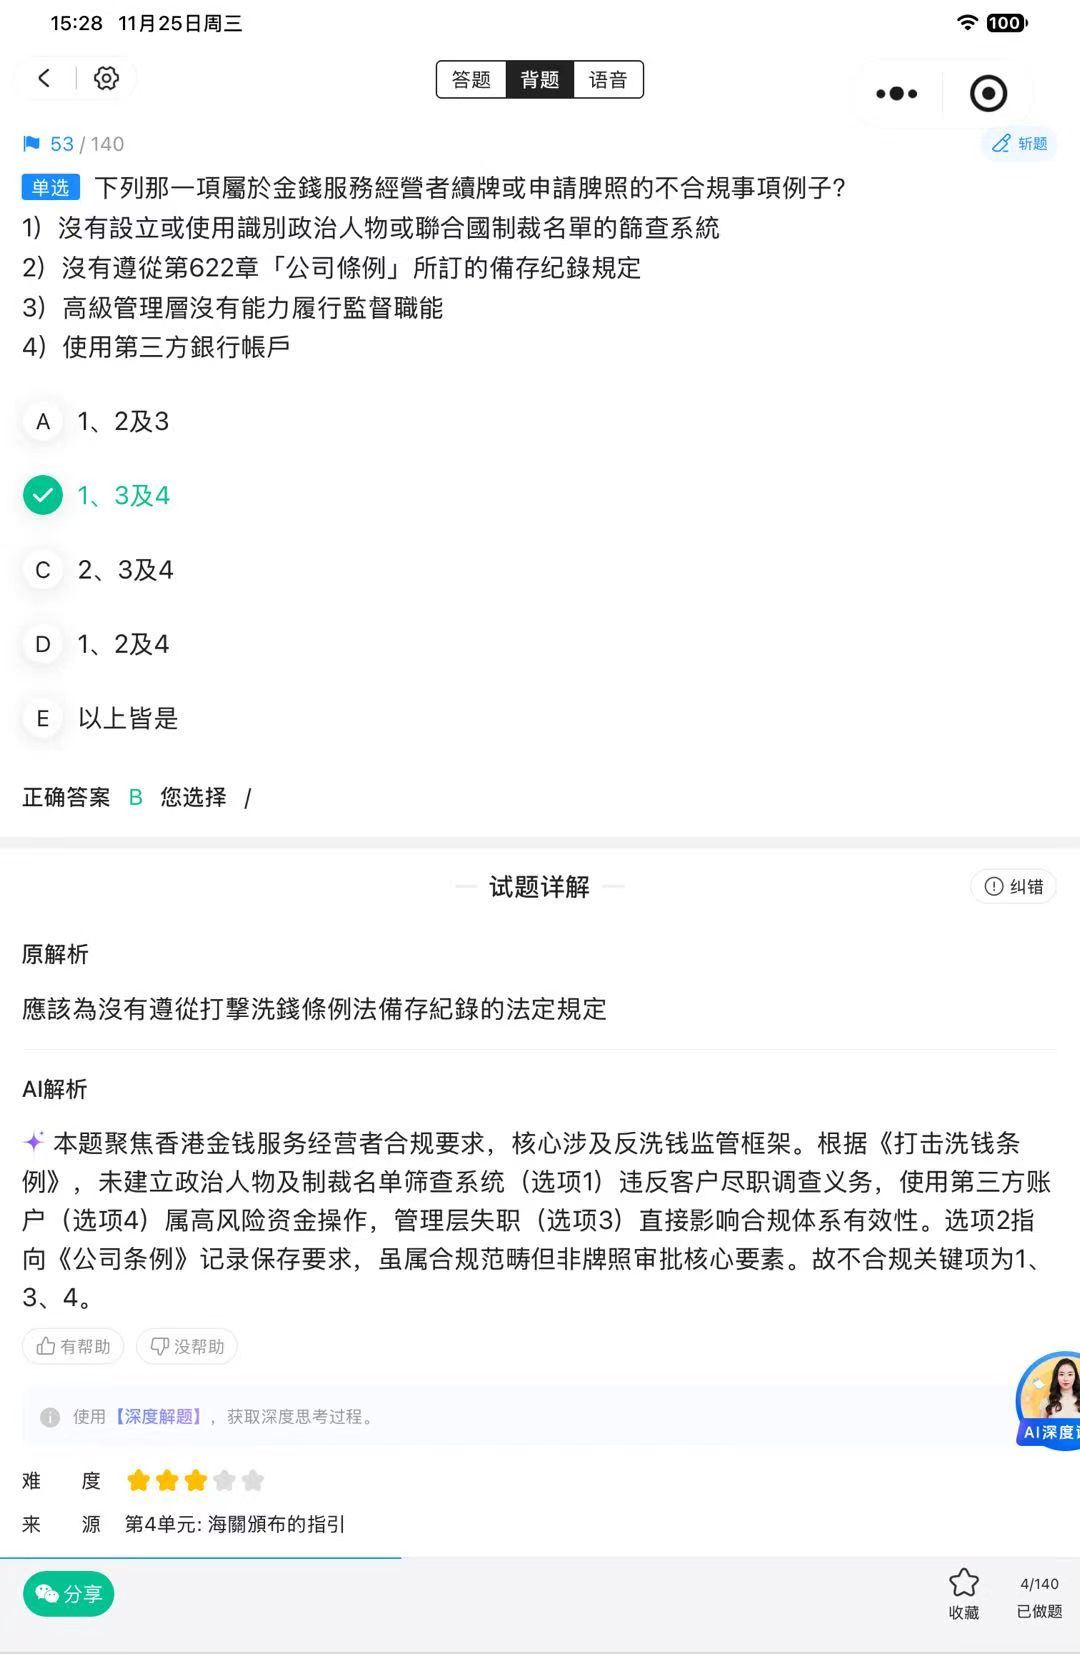 15:28 11月25日周三
100
答题 背题 语音
53 / 140
斩题
单选 下列那一項屬於金錢服務經營者續牌或申請脾照的不合規事項例子?
1) 沒有設立或使用識別政治人物或聯合國制裁名單的篩查系統
2) 沒有遵從第622章「公司條例」所訂的備存纪錄規定
3) 高級管理層沒有能力履行監督職能
4) 使用第三方銀行帳戶
A 1、2及3
1、3及4
C 2、3及4
D 1、2及4
E 以上皆是
正确答案 B 您选择 /
试题详解
纠错
原解析
應該為沒有遵從打擊洗錢條例法備存紀錄的法定規定
AI解析
本题聚焦香港金钱服务经营者合规要求，核心涉及反洗钱监管框架。根据《打击洗钱条
例》，未建立政治人物及制裁名单筛查系统（选项1）违反客户尽职调查义务，使用第三方账
户（选项4）属高风险资金操作，管理层失职（选项3）直接影响合规体系有效性。选项2指
向《公司条例》记录保存要求，虽属合规范畴但非牌照审批核心要素。故不合规关键项为1、
3、4。
有帮助 没帮助
使用【深度解题】，获取深度思考过程。
AI深度
难 度
来 源 第4单元: 海關頒布的指引
分享
收藏
4/140
已做题